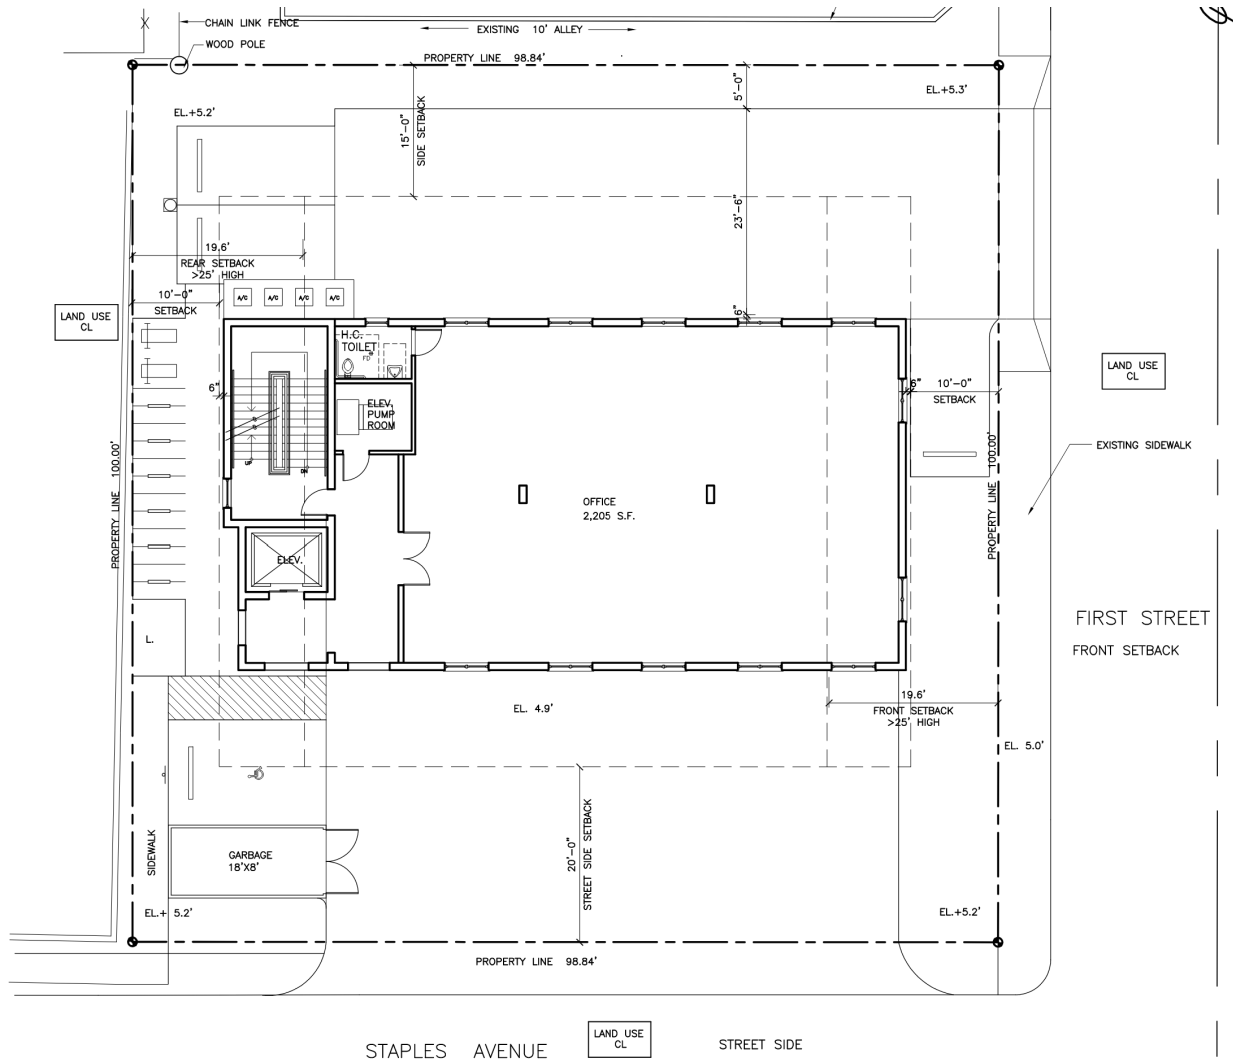 CHAIN LINK FENCE
EXISTING 10' ALLEY
WOOD POLE
PROPERTY LINE 98.84'
EL.+5.2'
15'-0"
SIDE SETBACK
5'-0"
EL.+5.3'
23'-6"
19.6'
REAR SETBACK
>25' HIGH
10'-0"
SETBACK
A/C
A/C
A/C
A/C
6"
LAND USE
CL
H.C.
TOILET
FD
LAND USE
CL
6"
ELEV.
PUMP
ROOM
6"
10'-0"
SETBACK
UP
DN
EXISTING SIDEWALK
PROPERTY LINE 100.00'
OFFICE
2,205 S.F.
PROPERTY LINE 100.00'
ELEV.
L.
FIRST STREET
FRONT SETBACK
EL. 4.9'
19.6'
FRONT SETBACK
>25' HIGH
EL. 5.0'
SIDEWALK
GARBAGE
18'X8'
20'-0"
STREET SIDE SETBACK
EL.+ 5.2'
EL.+5.2'
PROPERTY LINE 98.84'
STAPLES AVENUE
LAND USE
CL
STREET SIDE